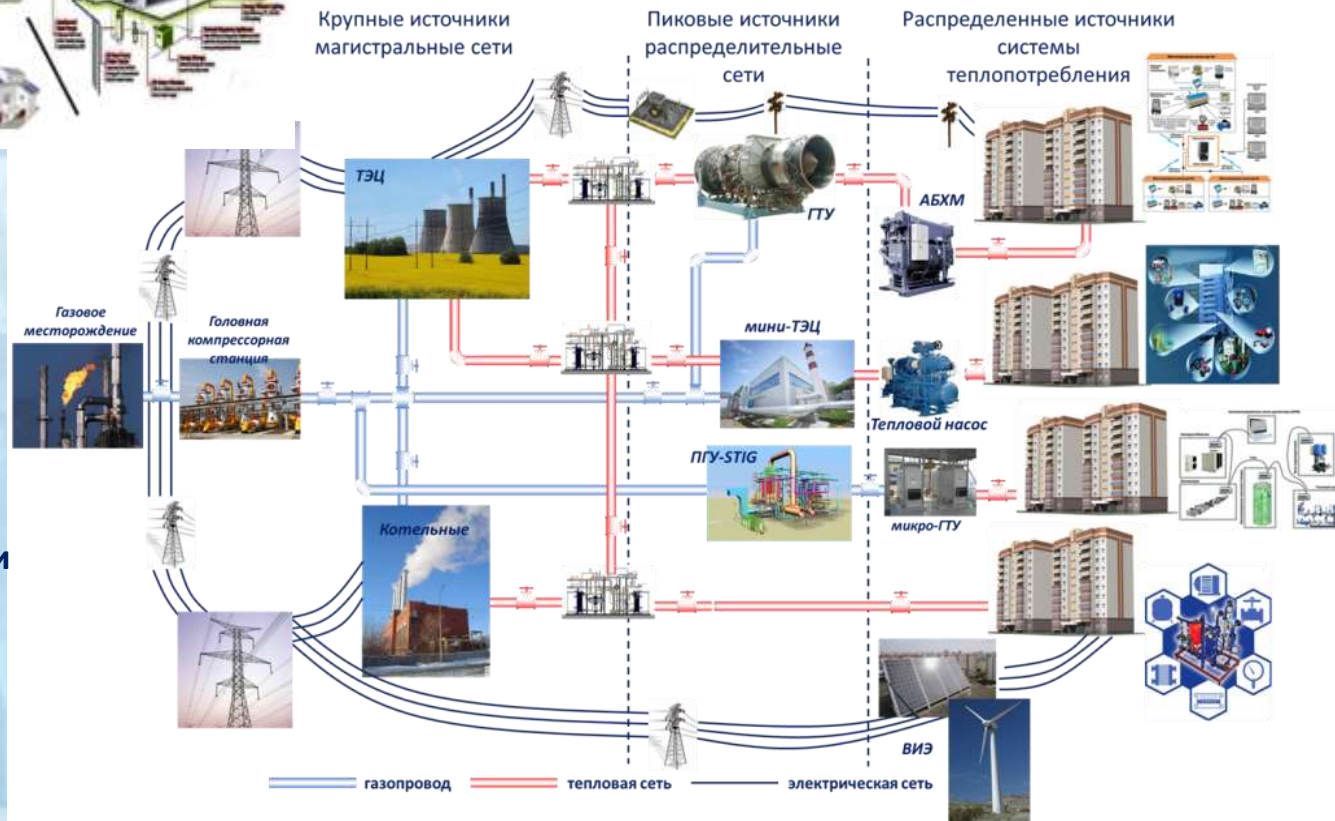 Крупные источники
магистральные сети
Пиковые источники
распределительные
сети
Распределенные источники
системы
теплопотребления
ТЭЦ
ГТУ
АБХМ
Газовое
месторождение
Головная
компрессорная
станция
мини-ТЭЦ
Тепловой насос
ПГУ-STIG
микро-ГТУ
Котельные
и
ВИЭ
газопровод
тепловая сеть
электрическая сеть